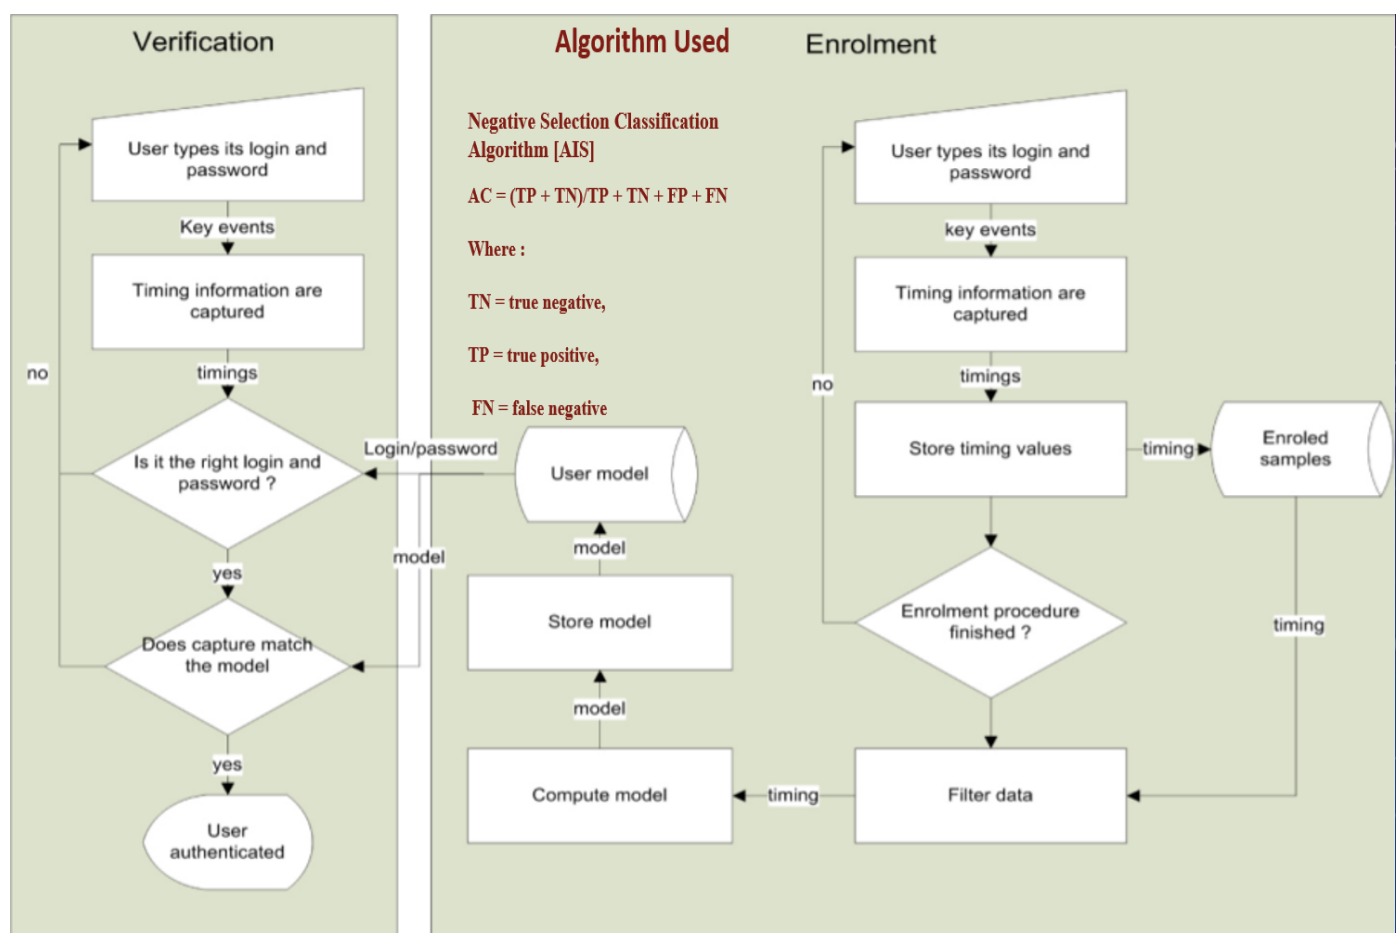 Verification
User types its login and
password
Key events
Timing information are
captured
timings
no
Is it the right login and
password ?
yes
Does capture match
the model
yes
User
authenticated
Algorithm Used
Negative Selection Classification
Algorithm [AIS]
AC = (TP + TN)/TP + TN + FP + FN
Where :
TN = true negative,
TP = true positive,
FN = false negative
Login/password
User model
model
model
Store model
model
Compute model
Enrolment
User types its login and
password
key events
Timing information are
captured
timings
no
Store timing values
timing
Enroled
samples
Enrolment procedure
finished ?
timing
Filter data
timing